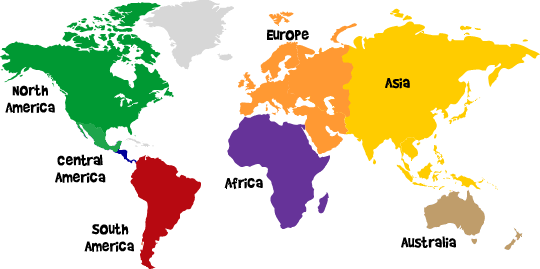 Europe
Asia
North
America
Central
America
Africa
South
America
Australia